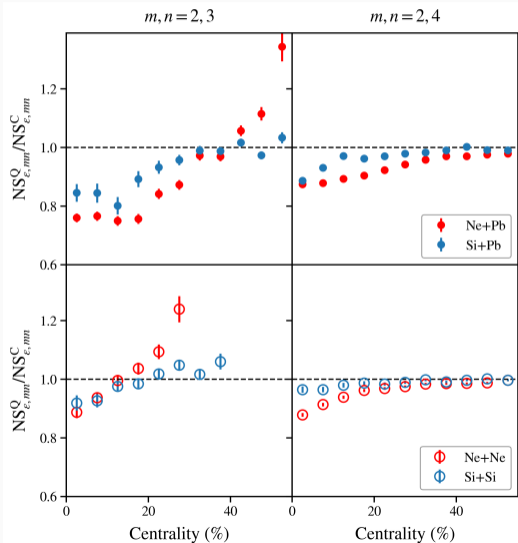 m, n = 2, 3
m, n = 2, 4
NS^Q_{ε,mn}/NS^C_{ε,mn}
1.2
1.0
0.8
0.6
Ne+Pb
Si+Pb
NS^Q_{ε,mn}/NS^C_{ε,mn}
1.2
1.0
0.8
0.6
Ne+Ne
Si+Si
0 20 40 0 20 40
Centrality (%) Centrality (%)